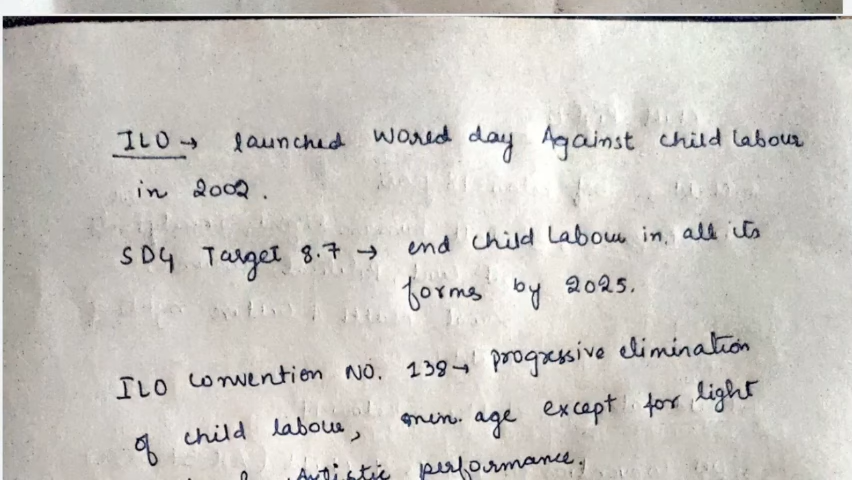 ILO → launched World day Against child labour
in 2002.
SDG Target 8.7 → end child labour in all its
forms by 2025.
ILO Convention NO. 138 → progressive elimination
of child labour, min. age except for light
Artistic performance.